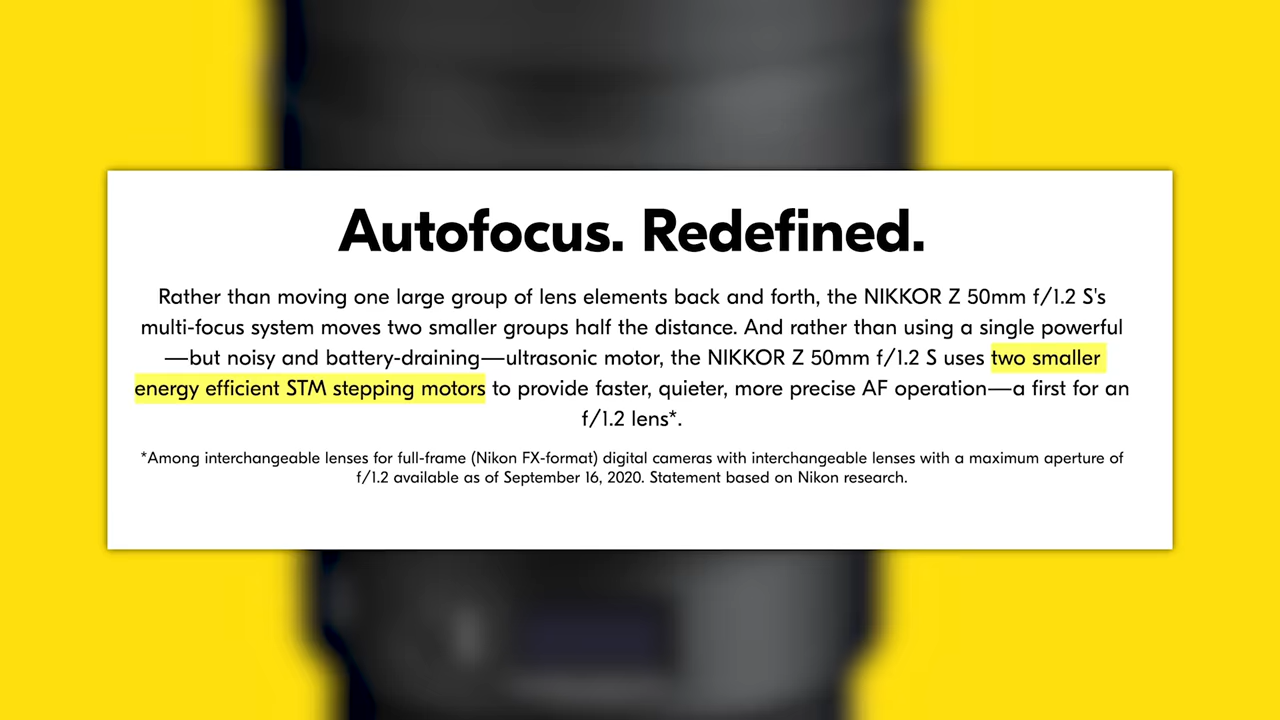 Autofocus. Redefined.
Rather than moving one large group of lens elements back and forth, the NIKKOR Z 50mm f/1.2 S's
multi-focus system moves two smaller groups half the distance. And rather than using a single powerful
—but noisy and battery-draining—ultrasonic motor, the NIKKOR Z 50mm f/1.2 S uses two smaller
energy efficient STM stepping motors to provide faster, quieter, more precise AF operation—a first for an
f/1.2 lens*.
*Among interchangeable lenses for full-frame (Nikon FX-format) digital cameras with interchangeable lenses with a maximum aperture of
f/1.2 available as of September 16, 2020. Statement based on Nikon research.